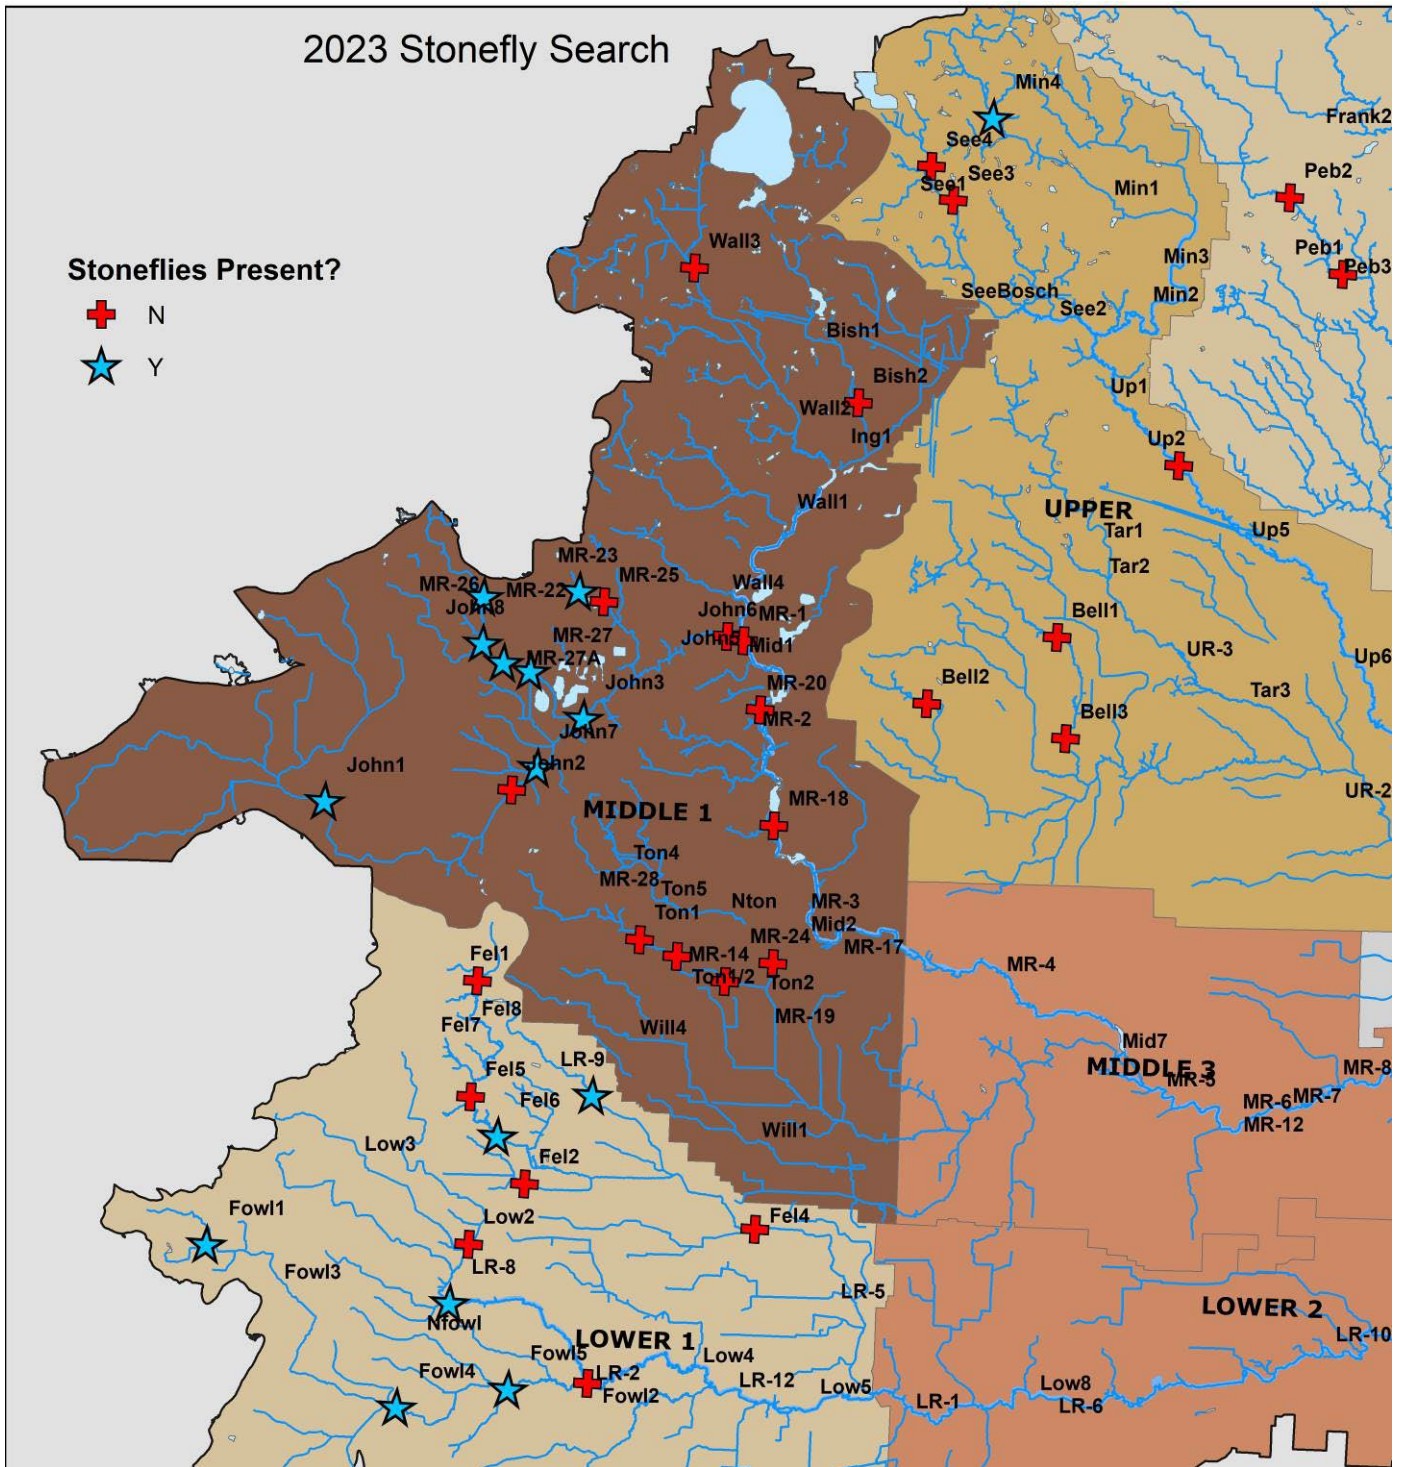 2023 Stonefly Search
Min4
Frank2
See4
See3
Peb2
See1
Min1
Wall3
Peb1
Min3
Peb3
Stoneflies Present?
N
Y
SeeBosch
Min2
See2
Bish1
Bish2
Up1
Wall2
Ing1
Up2
Wall1
UPPER
Up5
Tar1
MR-23
MR-25
Tar2
MR-26
MR-22
Wall4
John8
John6
MR-1
Bell1
MR-27
John5
Mid1
UR-3
MR-27A
Up6
John3
MR-20
Bell2
Tar3
MR-2
Bell3
John7
John1
John2
MR-18
UR-2
MIDDLE 1
Ton4
MR-28
Ton5
Nton
MR-3
Ton1
Mid2
MR-24
MR-17
Fel1
MR-14
MR-4
Ton1/2
Ton2
Fel8
Fel7
Will4
MR-19
Mid7
LR-9
MIDDLE 3
MR-8
Fel5
MR-5
Fel6
MR-6
MR-7
MR-12
Low3
Will1
Fel2
Fowl1
Low2
Fel4
Fowl3
LR-8
LR-5
LOWER 2
Nfowl
LOWER 1
LR-10
Fowl5
Low4
Fowl4
LR-2
LR-12
Low5
Low8
Fowl2
LR-1
LR-6